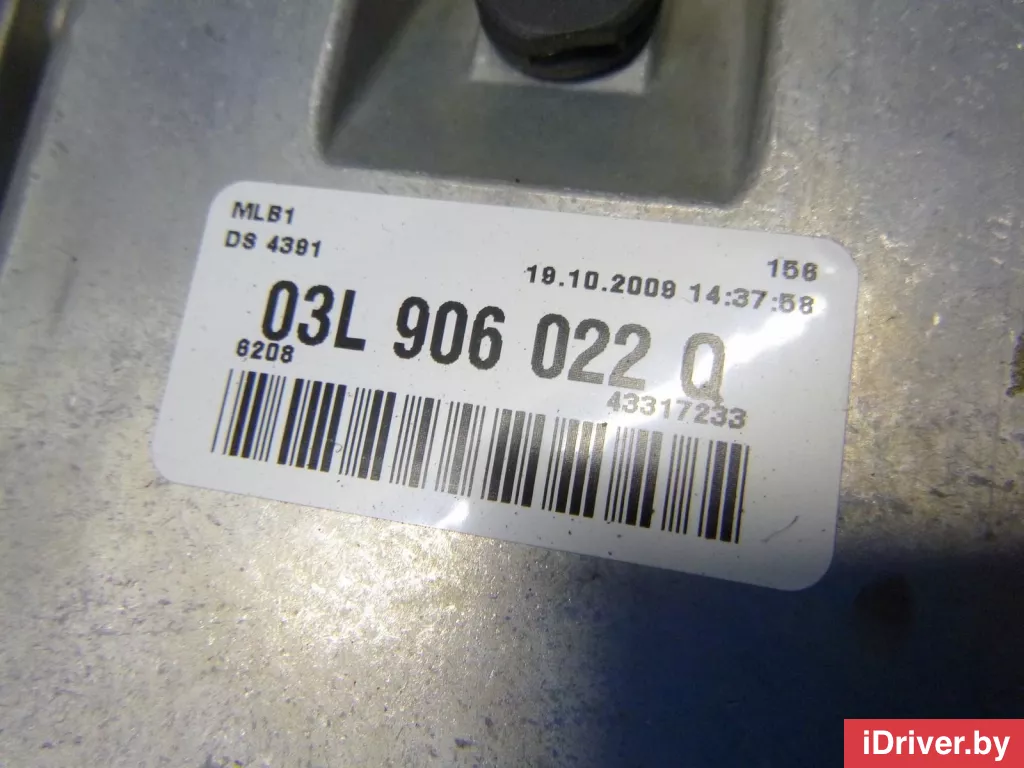 MLB1
DS 4391
156
19.10.2009 14:37:58
03L 906 022 Q
6208
43317233
iDriver.by